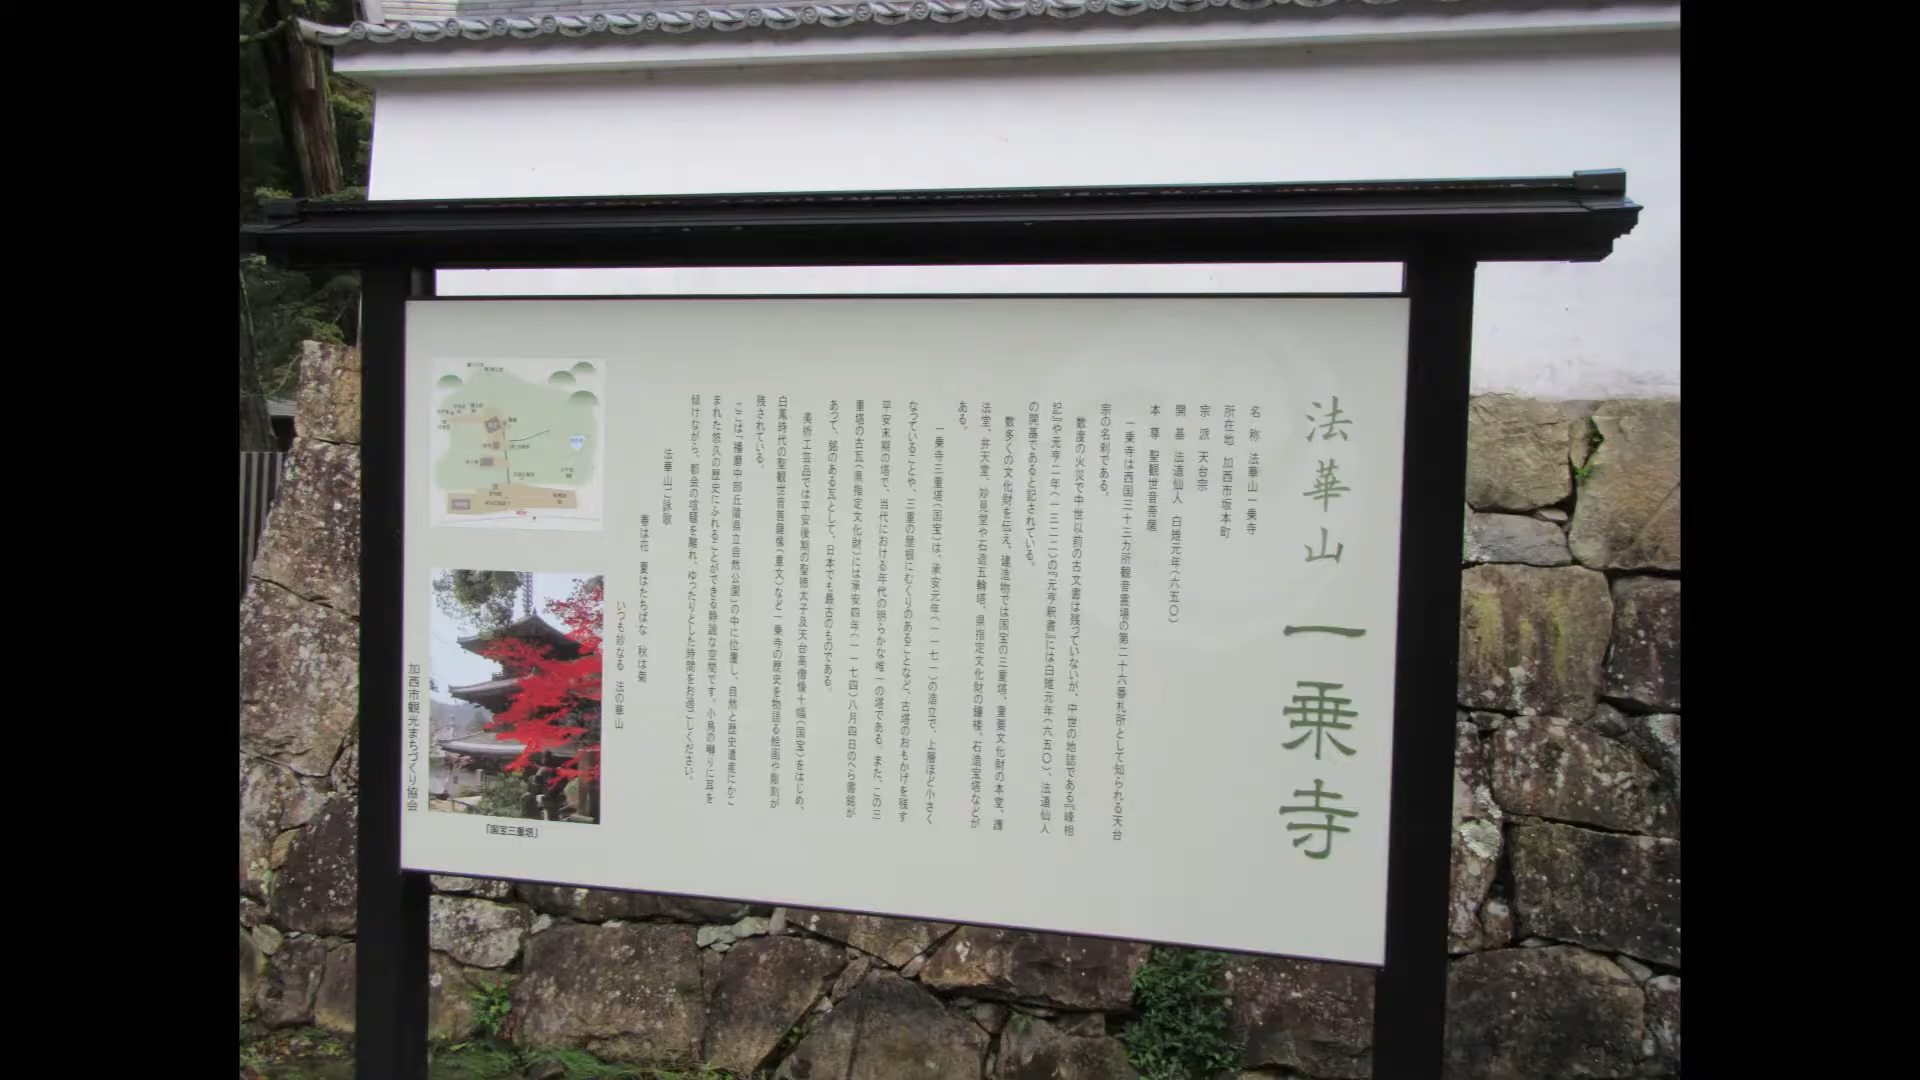 法華山 一乗寺
名 称 法華山一乗寺
所在地 加西市坂本町
宗 派 天台宗
開 基 法道仙人 白雉元年(六五〇)
本 尊 聖観世音菩薩
一乗寺は西国三十三カ所観音霊場の第二十六番札所として知られる天台
宗の名刹である。
数度の火災で中世以前の古文書は残っていないが、中世の地誌である『峰相
記』や元亨二年(一三二二)の『元亨釈書』には白雉元年(六五〇)、法道仙人
の開基であると記されている。
数多くの文化財を伝え、建造物では国宝の三重塔、重要文化財の本堂、護
法堂、弁天堂、妙見堂や石造五輪塔、県指定文化財の鐘楼、石造宝塔などが
ある。
一乗寺三重塔(国宝)は、承安元年(一一七一)の造立で、上層ほど小さく
なつていることや、三重の屋根にむくりのあることなど、古塔のおもかげを残す
平安末期の塔で、当代における年代の明らかな唯一の塔である。また、この三
重塔の古瓦(県指定文化財)には承安四年(一一七四)八月四日のへら書銘が
あつて、銘のある瓦として、日本でも最古のものである。
美術工芸品では平安後期の聖徳太子及天台高僧像十幅(国宝)をはじめ、
白鳳時代の聖観世音菩薩像(重文)など一乗寺の歴史を物語る絵画や彫刻が
残されている。
ここは「播磨中部丘陵県立自然公園」の中に位置し、自然と歴史遺産にかこ
まれた悠久の歴史にふれることができる静謐な空間です。小鳥の囀りに耳を
傾けながら、都会の喧騒を離れ、ゆったりとした時間をお過ごしください。
法華山ご詠歌
春は花 夏はたちばな 秋は菊
いつも妙なる 法の華山
「国宝三重塔」
加西市観光まちづくり協会